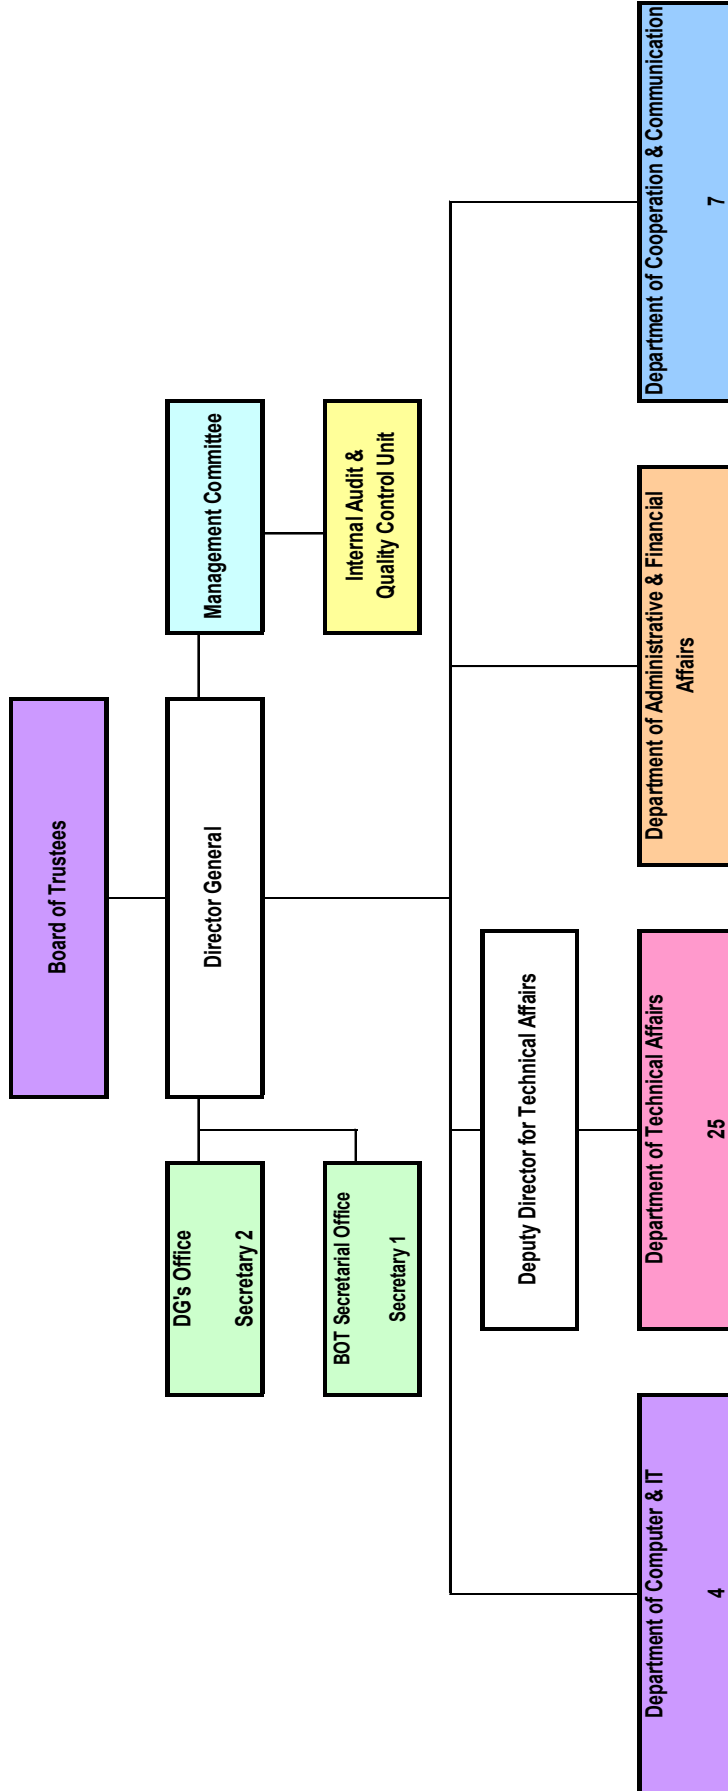 Board of Trustees
DG's Office
Secretary 2
Director General
Management Committee
BOT Secretarial Office
Secretary 1
Internal Audit &
Quality Control Unit
Deputy Director for Technical Affairs
Department of Computer & IT
4
Department of Technical Affairs
25
Department of Administrative & Financial
Affairs
Department of Cooperation & Communication
7